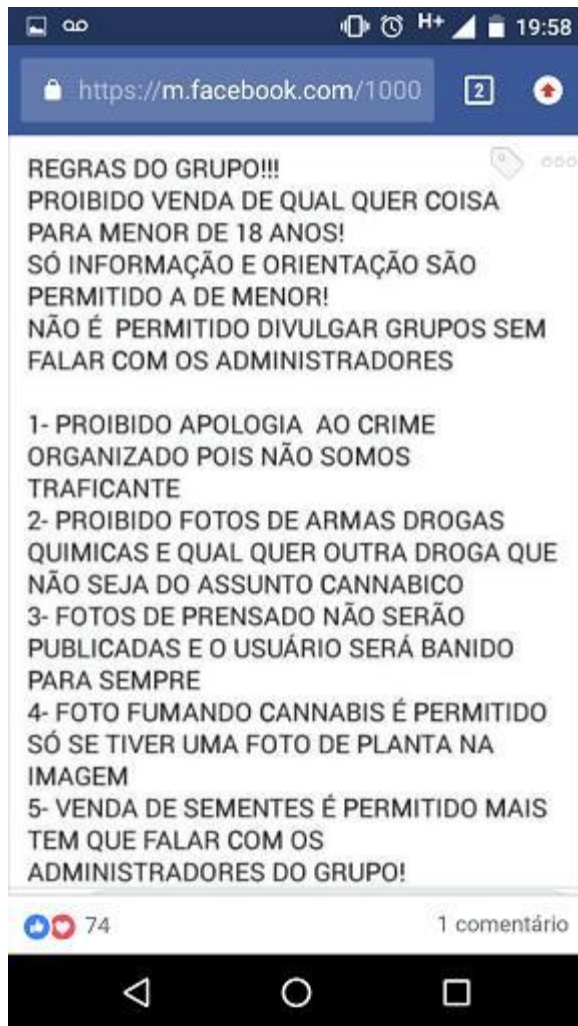 H+ 19:58
https://m.facebook.com/1000 2
REGRAS DO GRUPO!!!
PROIBIDO VENDA DE QUAL QUER COISA
PARA MENOR DE 18 ANOS!
SÓ INFORMAÇÃO E ORIENTAÇÃO SÃO
PERMITIDO A DE MENOR!
NÃO É PERMITIDO DIVULGAR GRUPOS SEM
FALAR COM OS ADMINISTRADORES
1- PROIBIDO APOLOGIA AO CRIME
ORGANIZADO POIS NÃO SOMOS
TRAFICANTE
2- PROIBIDO FOTOS DE ARMAS DROGAS
QUIMICAS E QUAL QUER OUTRA DROGA QUE
NÃO SEJA DO ASSUNTO CANNABICO
3- FOTOS DE PRENSADO NÃO SERÃO
PUBLICADAS E O USUÁRIO SERÁ BANIDO
PARA SEMPRE
4- FOTO FUMANDO CANNABIS É PERMITIDO
SÓ SE TIVER UMA FOTO DE PLANTA NA
IMAGEM
5- VENDA DE SEMENTES É PERMITIDO MAIS
TEM QUE FALAR COM OS
ADMINISTRADORES DO GRUPO!
74 1 comentário